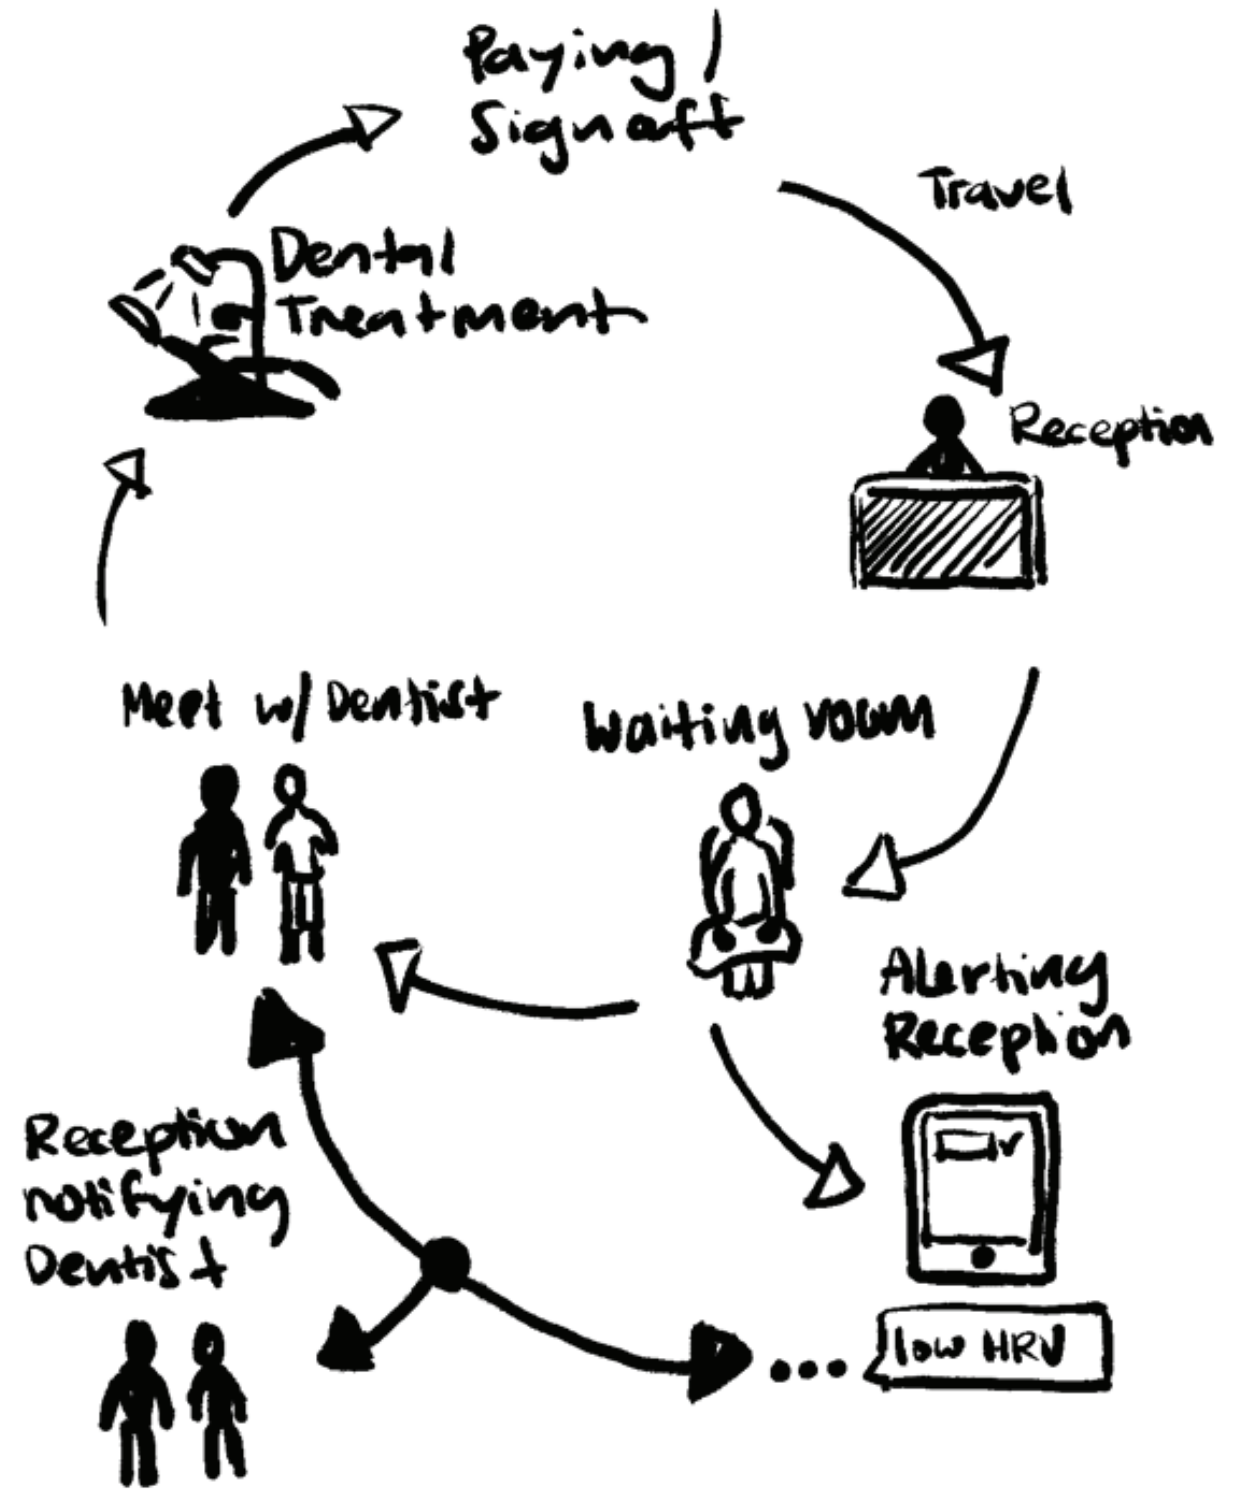 Paying /
Signoff
Travel
Dental
Treatment
Reception
Meet w/ Dentist
Waiting room
Alerting
Reception
Reception
notifying
Dentist
low HRV